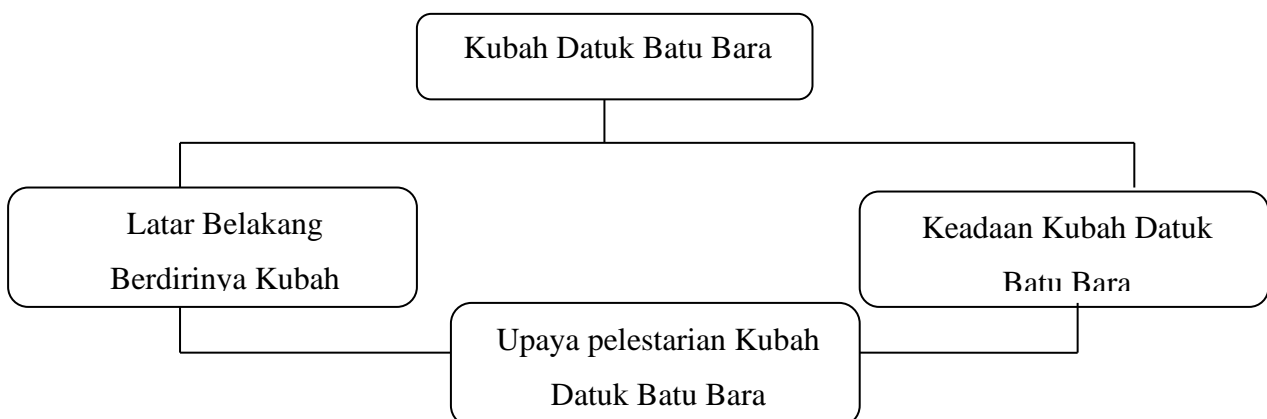 Kubah Datuk Batu Bara
Latar Belakang
Berdirinya Kubah
Keadaan Kubah Datuk
Batu Bara
Upaya pelestarian Kubah
Datuk Batu Bara